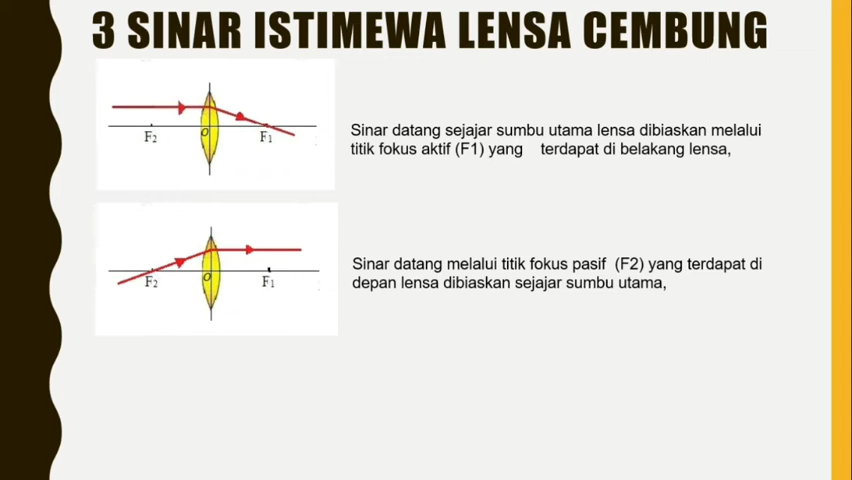 3 SINAR ISTIMEWA LENSA CEMBUNG
O
F2
F1
Sinar datang sejajar sumbu utama lensa dibiaskan melalui
titik fokus aktif (F1) yang terdapat di belakang lensa,
O
F2
F1
Sinar datang melalui titik fokus pasif (F2) yang terdapat di
depan lensa dibiaskan sejajar sumbu utama,